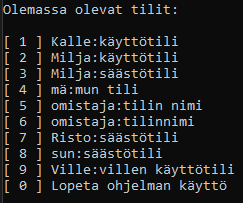 Olemassa olevat tilit:
[ 1 ] Kalle:käyttötili
[ 2 ] Milja:käyttötili
[ 3 ] Milja:säästötili
[ 4 ] mä:mun tili
[ 5 ] omistaja:tilin nimi
[ 6 ] omistaja:tilinnimi
[ 7 ] Risto:säästötili
[ 8 ] sun:säästötili
[ 9 ] Ville:villen käyttötili
[ 0 ] Lopeta ohjelman käyttö